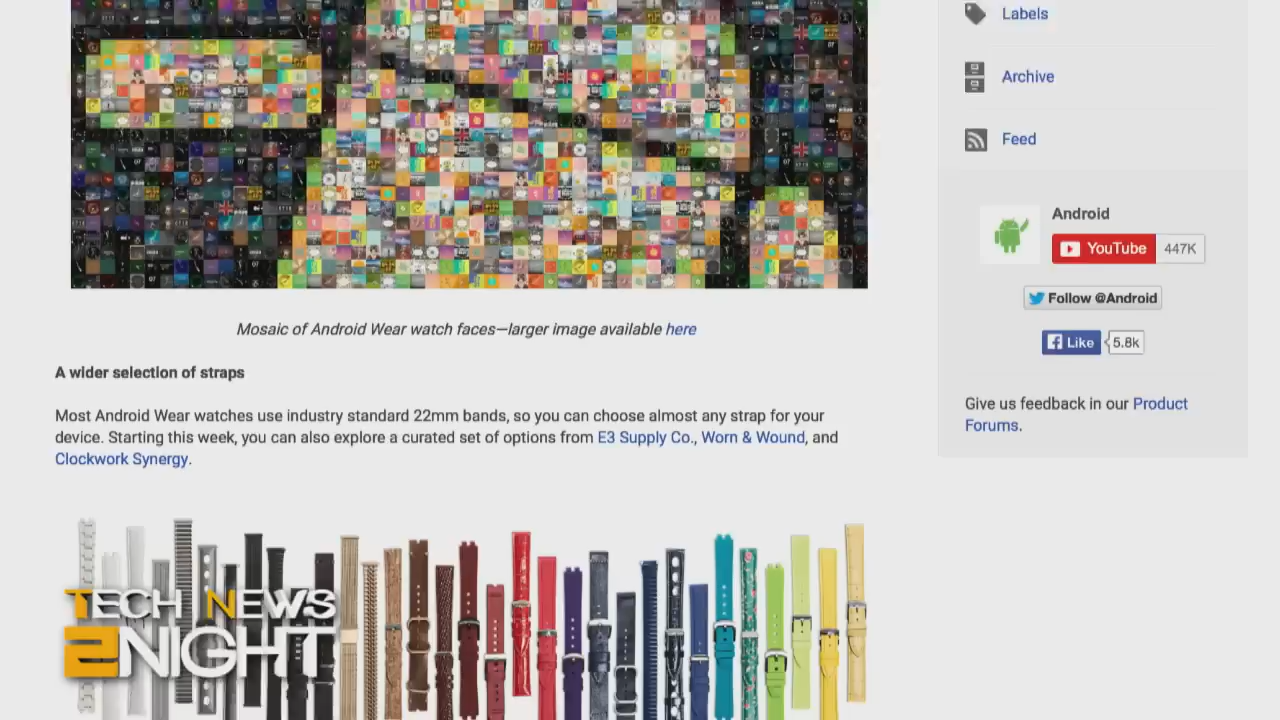 Labels
Archive
Feed
Android
YouTube 447K
Follow @Android
Like 5.8k
Give us feedback in our Product
Forums.
Mosaic of Android Wear watch faces—larger image available here
A wider selection of straps
Most Android Wear watches use industry standard 22mm bands, so you can choose almost any strap for your
device. Starting this week, you can also explore a curated set of options from E3 Supply Co., Worn & Wound, and
Clockwork Synergy.
TECH NEWS
2NIGHT